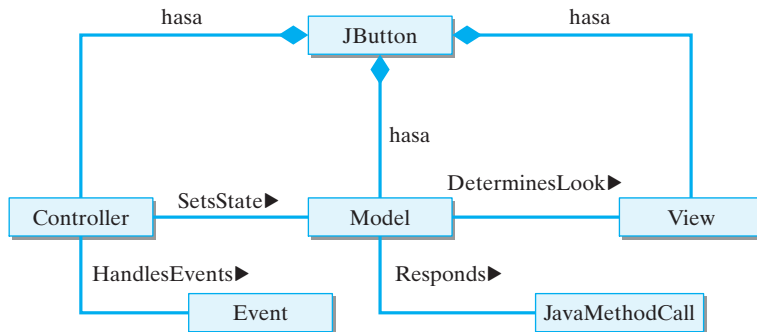 hasa
JButton
hasa
hasa
SetsState▶
DeterminesLook▶
Controller
Model
View
HandlesEvents▶
Responds▶
Event
JavaMethodCall